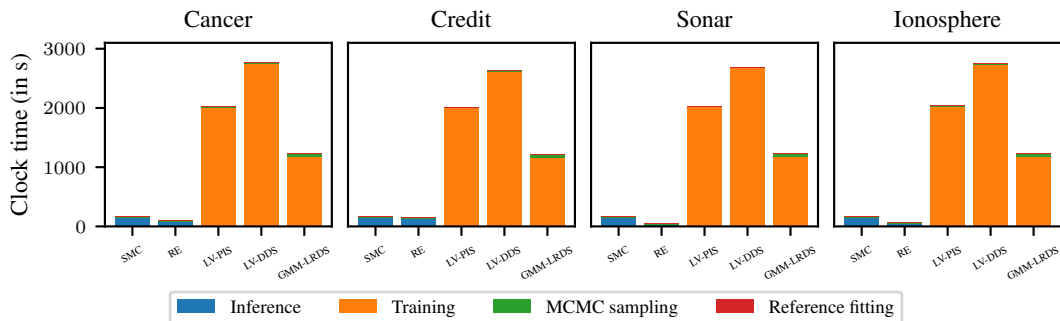 Cancer Credit Sonar Ionosphere
Clock time (in s)
3000
2000
1000
0
SMC RE LV-PIS LV-DDS GMM-LRDS SMC RE LV-PIS LV-DDS GMM-LRDS SMC RE LV-PIS LV-DDS GMM-LRDS SMC RE LV-PIS LV-DDS GMM-LRDS
Inference Training MCMC sampling Reference fitting